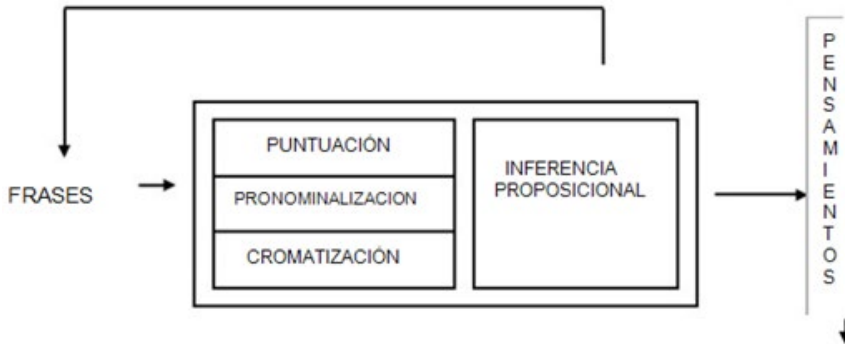 FRASES
PUNTUACIÓN
PRONOMINALIZACION
CROMATIZACIÓN
INFERENCIA
PROPOSICIONAL
P
E
N
S
A
M
I
E
N
T
O
S